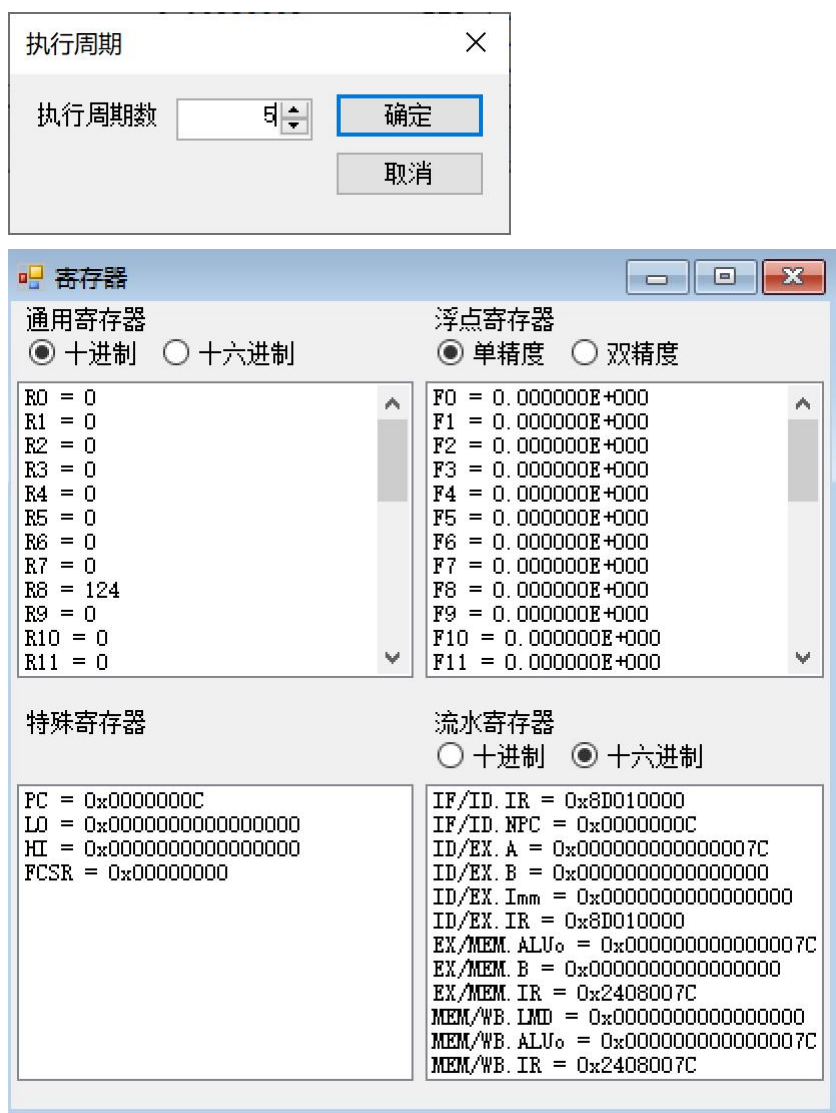 执行周期
执行周期数 5 确定
取消
寄存器
通用寄存器
十进制 十六进制
R0 = 0
R1 = 0
R2 = 0
R3 = 0
R4 = 0
R5 = 0
R6 = 0
R7 = 0
R8 = 124
R9 = 0
R10 = 0
R11 = 0
浮点寄存器
单精度 双精度
F0 = 0.000000E+000
F1 = 0.000000E+000
F2 = 0.000000E+000
F3 = 0.000000E+000
F4 = 0.000000E+000
F5 = 0.000000E+000
F6 = 0.000000E+000
F7 = 0.000000E+000
F8 = 0.000000E+000
F9 = 0.000000E+000
F10 = 0.000000E+000
F11 = 0.000000E+000
特殊寄存器
PC = 0x0000000C
LO = 0x0000000000000000
HI = 0x0000000000000000
FCSR = 0x00000000
流水寄存器
十进制 十六进制
IF/ID.IR = 0x8D010000
IF/ID.NPC = 0x0000000C
ID/EX.A = 0x000000000000007C
ID/EX.B = 0x0000000000000000
ID/EX.Imm = 0x0000000000000000
ID/EX.IR = 0x8D010000
EX/MEM.ALUo = 0x000000000000007C
EX/MEM.B = 0x0000000000000000
EX/MEM.IR = 0x2408007C
MEM/WB.LMD = 0x0000000000000000
MEM/WB.ALUo = 0x000000000000007C
MEM/WB.IR = 0x2408007C